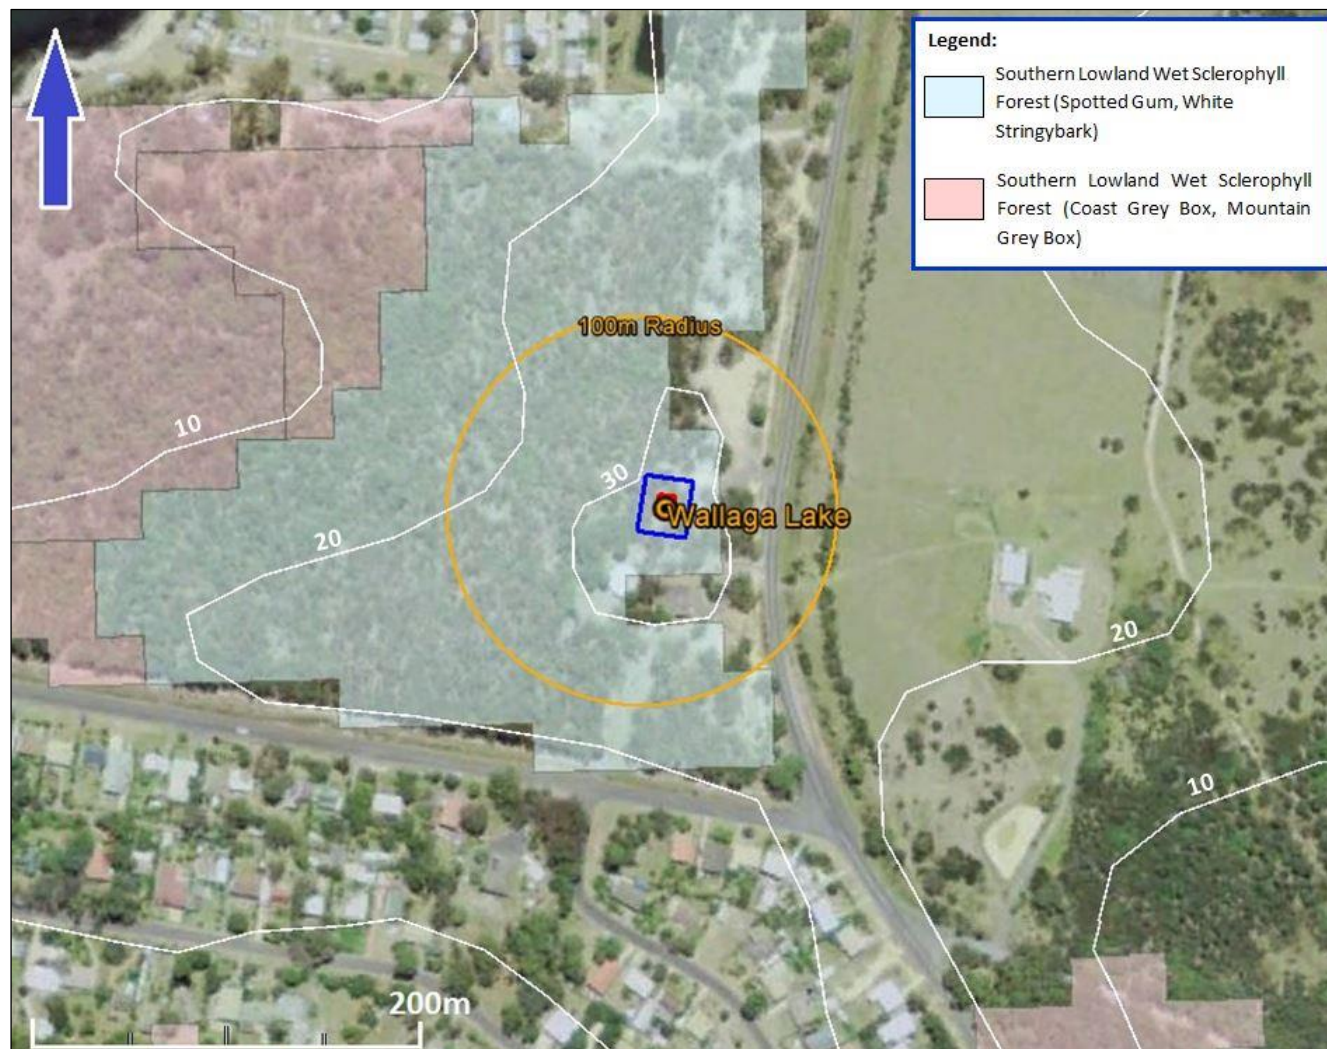 Legend:
Southern Lowland Wet Sclerophyll
Forest (Spotted Gum, White
Stringybark)
Southern Lowland Wet Sclerophyll
Forest (Coast Grey Box, Mountain
Grey Box)
100m Radius
10
30
Wallaga Lake
20
20
10
200m